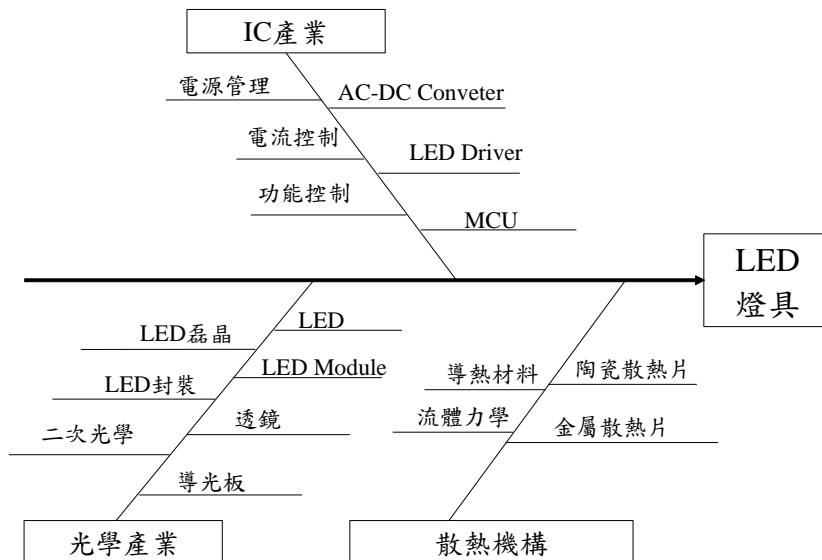 IC產業
電源管理
AC-DC Conveter
電流控制
LED Driver
功能控制
MCU
LED
燈具
LED
LED磊晶
LED Module
LED封裝
透鏡
二次光學
導光板
導熱材料
陶瓷散熱片
流體力學
金屬散熱片
光學產業
散熱機構